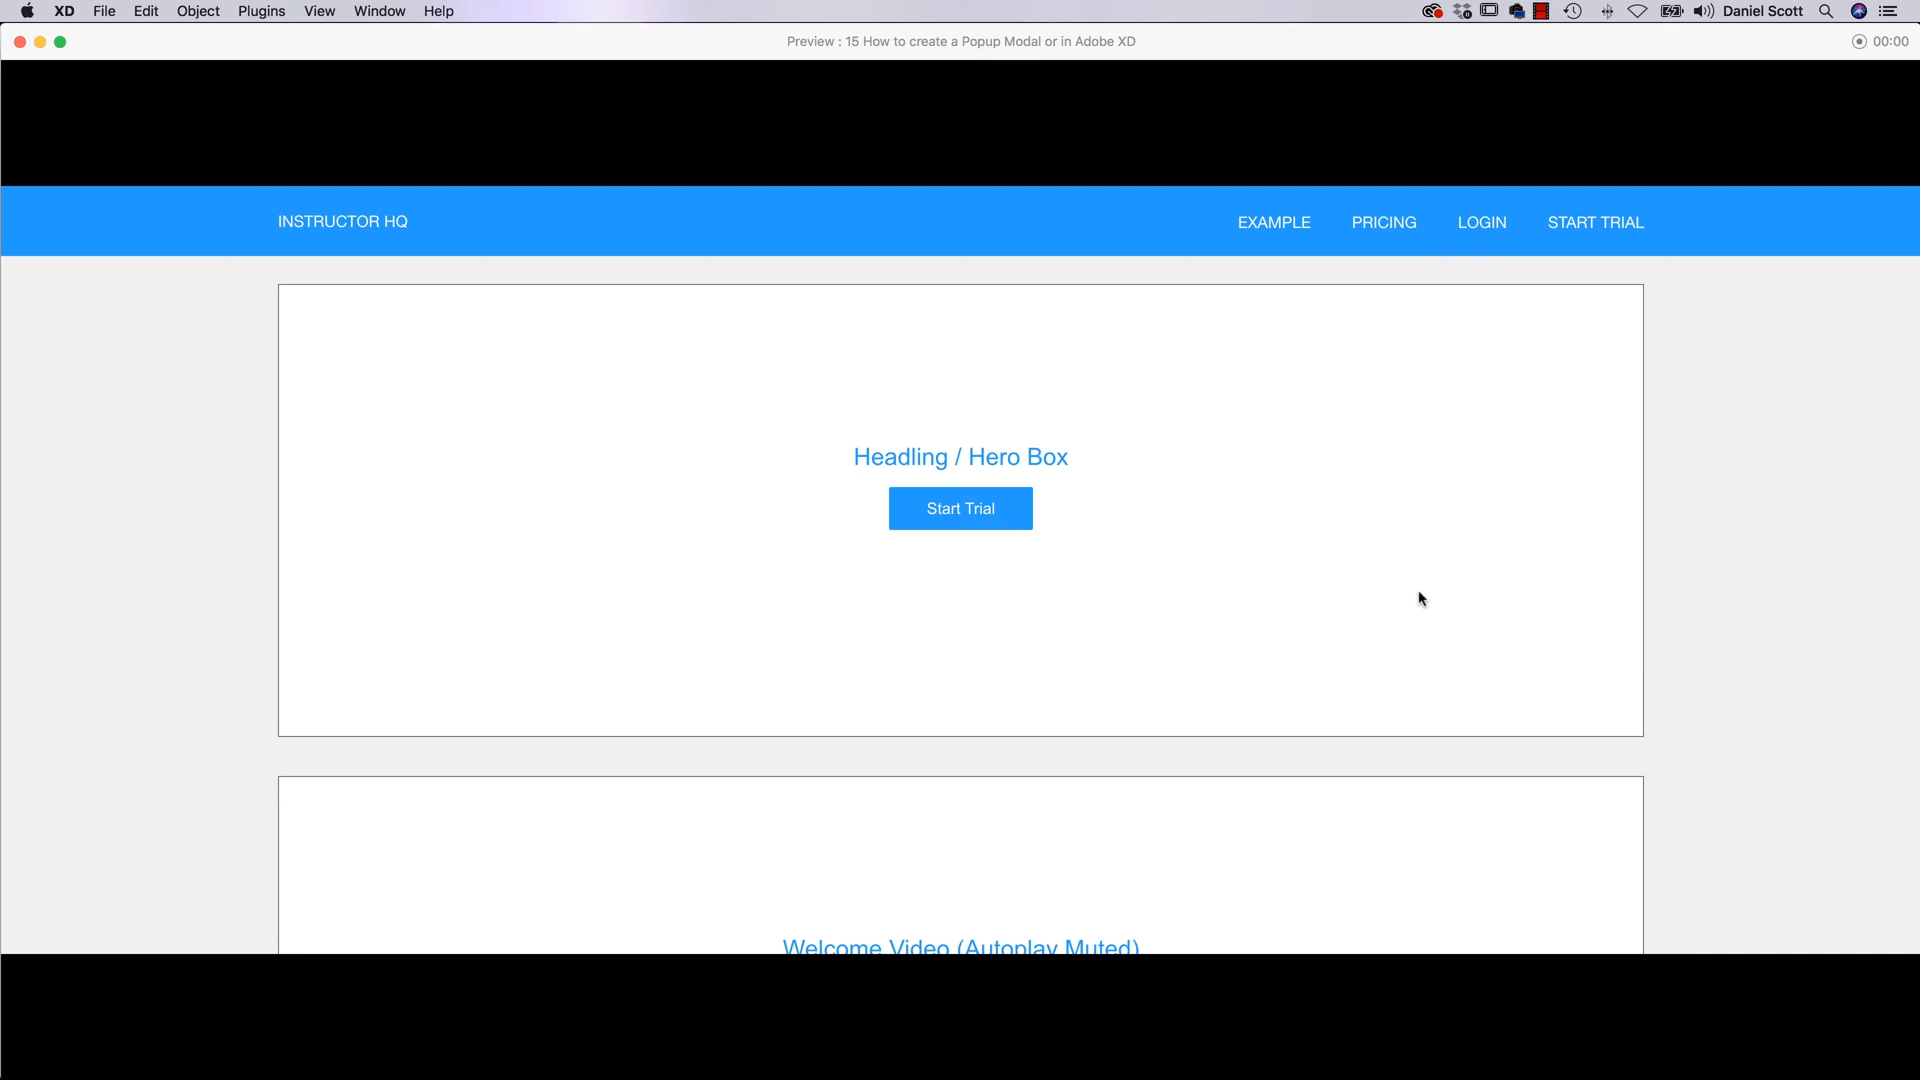 XD File Edit Object Plugins View Window Help Daniel Scott
Preview : 15 How to create a Popup Modal or in Adobe XD 00:00
INSTRUCTOR HQ EXAMPLE PRICING LOGIN START TRIAL
Headling / Hero Box
Start Trial
Welcome Video (Autoplay Muted)